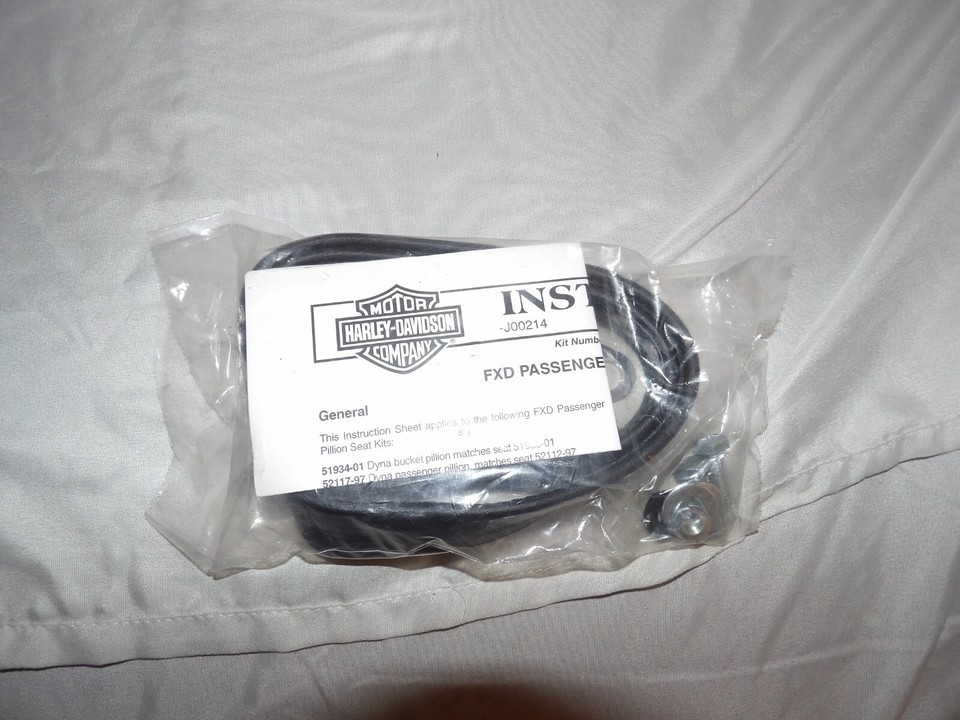 MOTOR
HARLEY-DAVIDSON
COMPANY
®
INST
-J00214
Kit Numb
FXD PASSENGE
General
This Instruction Sheet applies to the following FXD Passenger
Pillion Seat Kits:
51934-01 Dyna bucket pillion matches seat
52117-97 Dyna passenger pillion, matches seat 52112-97